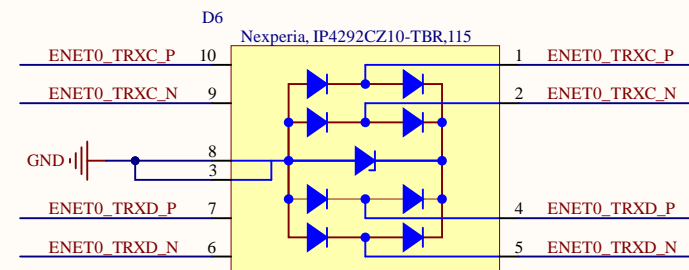 D6
Nexperia, IP4292CZ10-TBR,115
ENET0_TRXC_P 10 1 ENET0_TRXC_P
ENET0_TRXC_N 9 2 ENET0_TRXC_N
GND 8
3
ENET0_TRXD_P 7 4 ENET0_TRXD_P
ENET0_TRXD_N 6 5 ENET0_TRXD_N